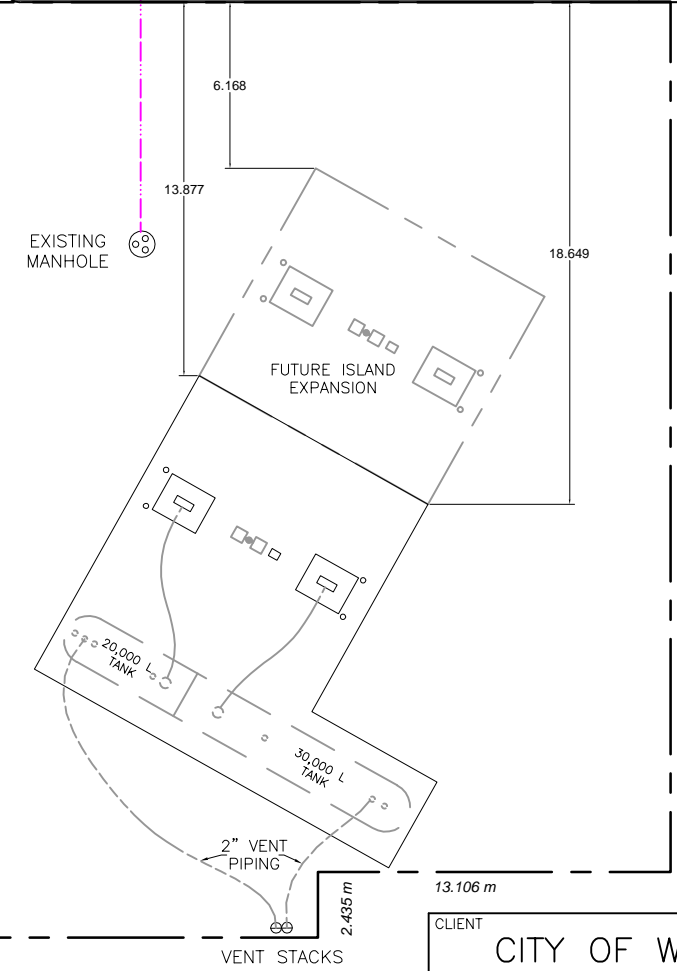 6.168
13.877
EXISTING
MANHOLE
18.649
FUTURE ISLAND
EXPANSION
20,000 L
TANK
30,000 L
TANK
2" VENT
PIPING
2.435 m
13.106 m
VENT STACKS
CLIENT
CITY OF